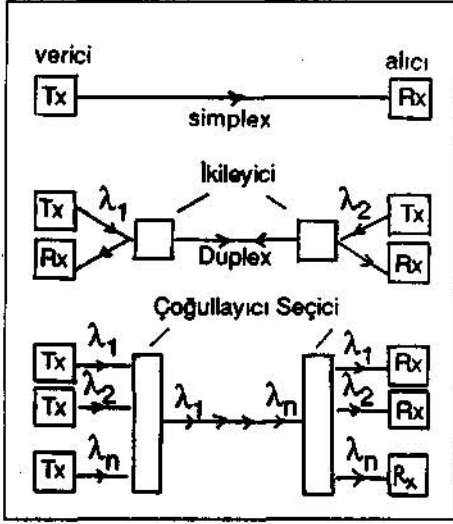 verici alıcı
Tx Rx
simplex
İkileyici
Tx λ1 λ2 Tx
Rx Duplex Rx
Çoğullayıcı Seçici
Tx λ1 λ1 Rx
Tx λ2 λ1 λn λ2 Rx
Tx λn λn Rx